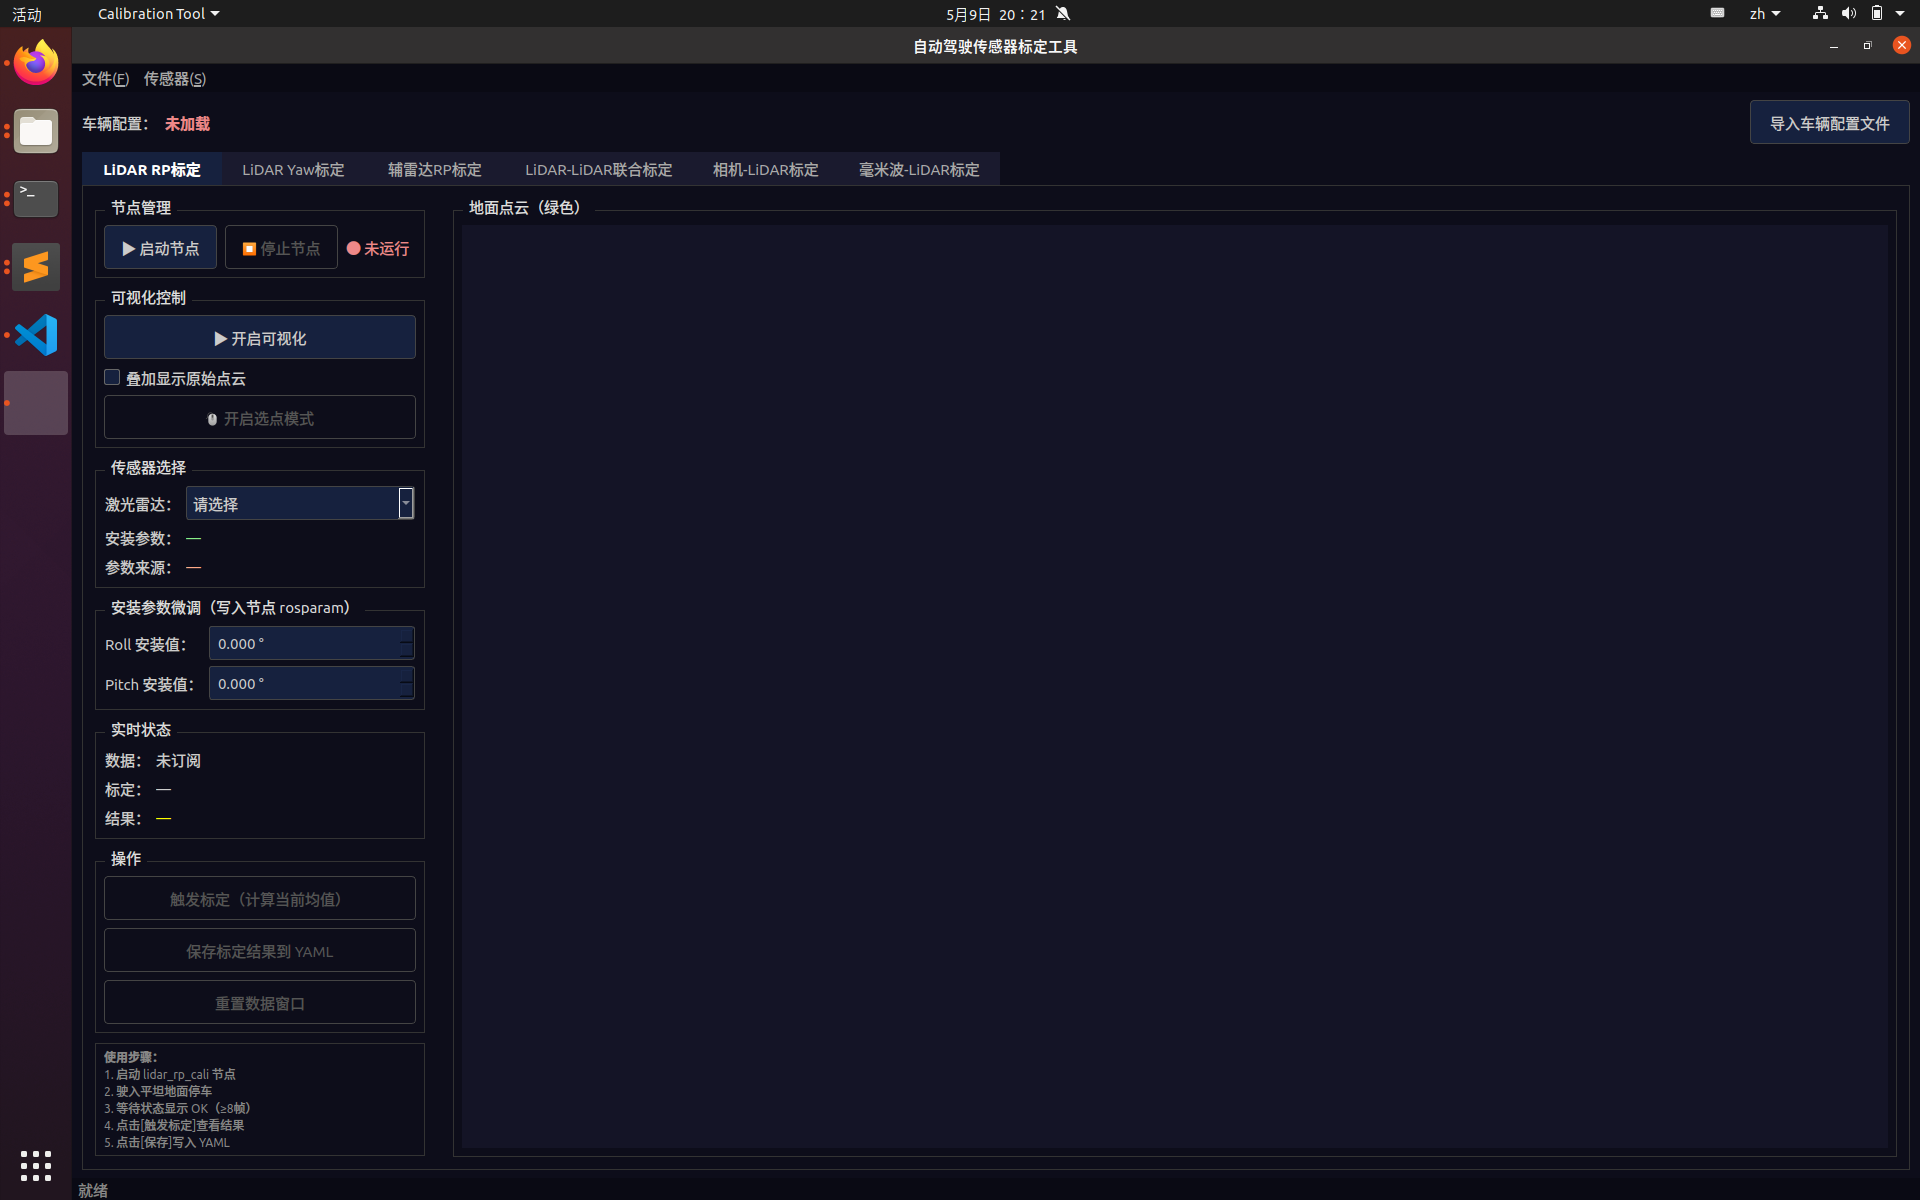 活动
Calibration Tool
5月9日 20：21
zh
自动驾驶传感器标定工具
文件(F) 传感器(S)
车辆配置： 未加载
导入车辆配置文件
LiDAR RP标定 LiDAR Yaw标定 辅雷达RP标定 LiDAR-LiDAR联合标定 相机-LiDAR标定 毫米波-LiDAR标定
节点管理
启动节点 停止节点 未运行
可视化控制
开启可视化
叠加显示原始点云
开启选点模式
传感器选择
激光雷达： 请选择
安装参数： —
参数来源： —
安装参数微调（写入节点 rosparam）
Roll 安装值： 0.000 °
Pitch 安装值： 0.000 °
实时状态
数据： 未订阅
标定： —
结果： —
操作
触发标定（计算当前均值）
保存标定结果到 YAML
重置数据窗口
使用步骤：
1. 启动 lidar_rp_cali 节点
2. 驶入平坦地面停车
3. 等待状态显示 OK（≥8帧）
4. 点击[触发标定]查看结果
5. 点击[保存]写入 YAML
地面点云（绿色）
就绪